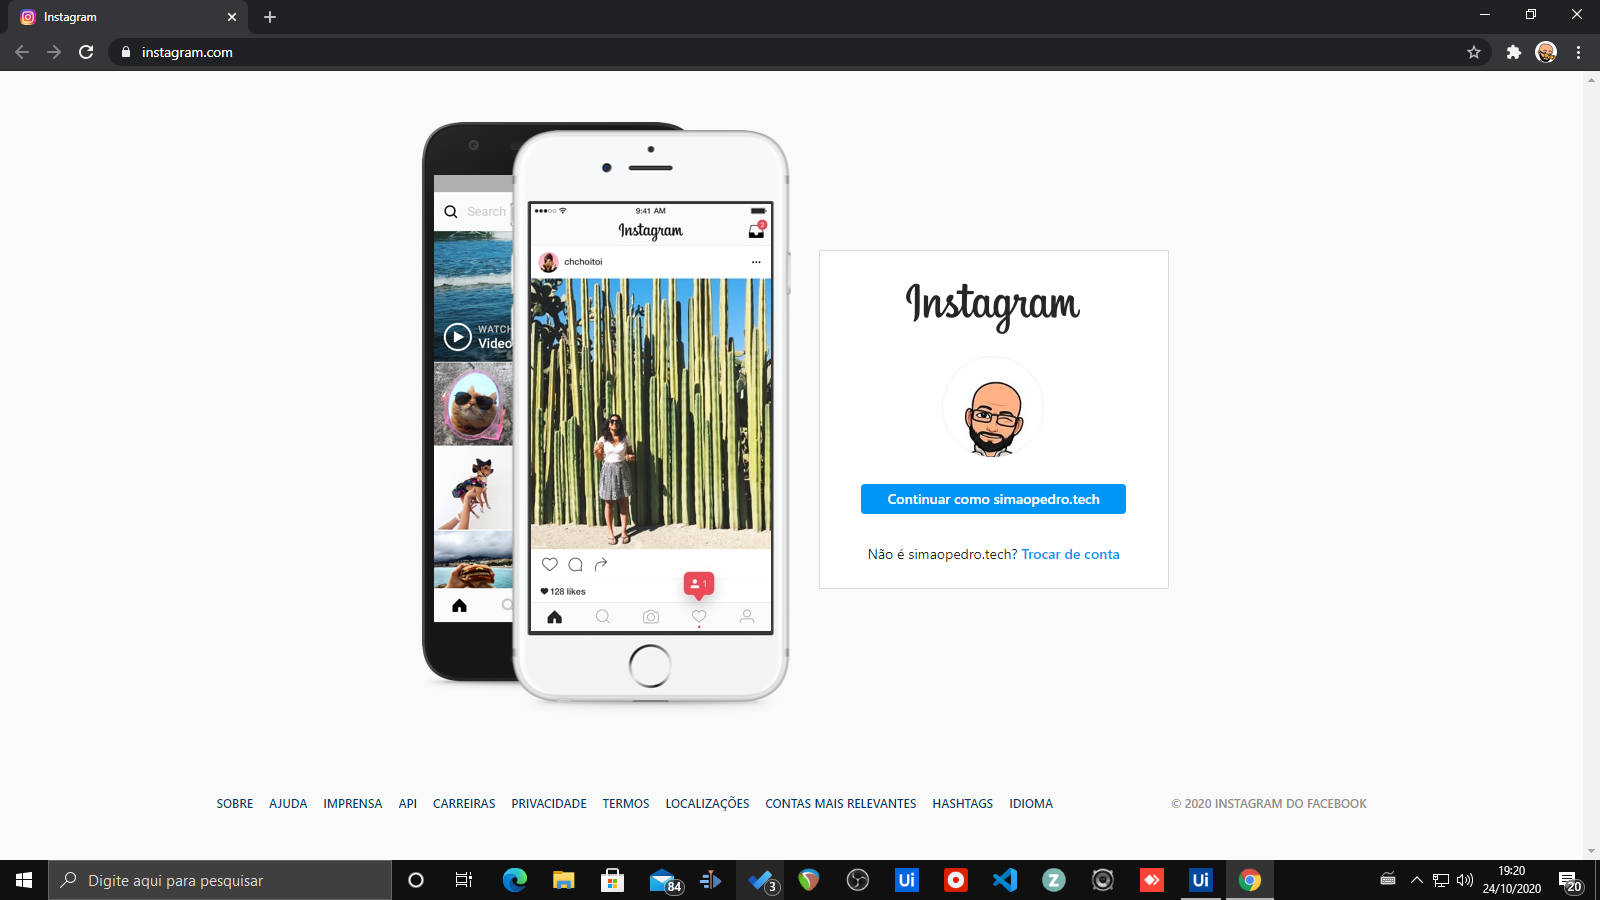 Instagram
instagram.com
Search
WATCH
Video
9:41 AM
Instagram
2
chchoitoi
128 likes
1
Instagram
Continuar como simaopedro.tech
Não é simaopedro.tech? Trocar de conta
SOBRE AJUDA IMPRENSA API CARREIRAS PRIVACIDADE TERMOS LOCALIZAÇÕES CONTAS MAIS RELEVANTES HASHTAGS IDIOMA © 2020 INSTAGRAM DO FACEBOOK
Digite aqui para pesquisar
84
3
Ui
Z
Ui
19:20
24/10/2020
20